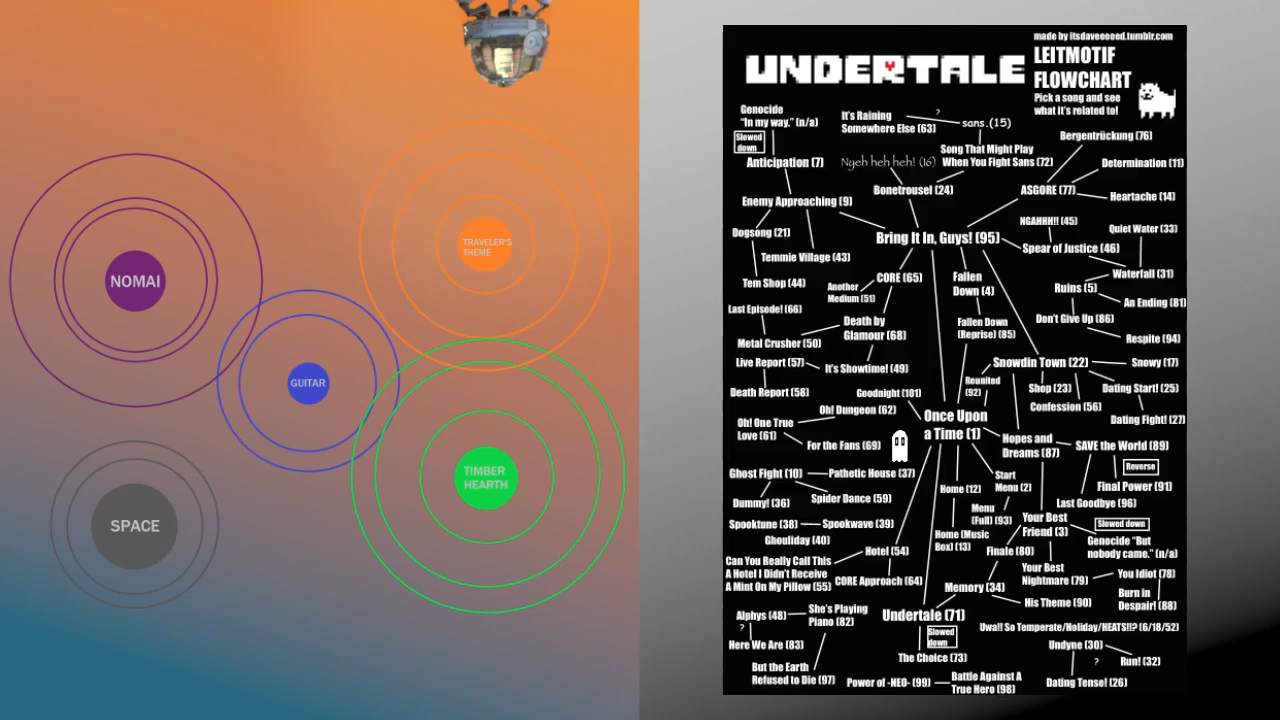 NOMAI
TRAVELER'S
THEME
GUITAR
TIMBER
HEARTH
SPACE
made by itsdaveeeeed.tumblr.com
UNDERTALE
LEITMOTIF
FLOWCHART
Pick a song and see
what it's related to!
Genocide
"In my way." (n/a)
Slowed
down
It's Raining
Somewhere Else (63)
?
sans. (15)
Bergentrückung (76)
Anticipation (7)
Nyeh heh heh! (16)
Song That Might Play
When You Fight Sans (72)
Determination (11)
Enemy Approaching (9)
Bonetrousel (24)
ASGORE (77)
Heartache (14)
Dogsong (21)
Bring It In, Guys! (95)
NGAHHH!! (45)
Spear of Justice (46)
Quiet Water (33)
Temmie Village (43)
Tem Shop (44)
CORE (65)
Another
Medium (51)
Fallen
Down (4)
Waterfall (31)
Ruins (5)
An Ending (81)
Last Episode! (66)
Death by
Glamour (68)
Fallen Down
(Reprise) (85)
Don't Give Up (86)
Respite (94)
Metal Crusher (50)
Live Report (57)
It's Showtime! (49)
Snowdin Town (22)
Snowy (17)
Death Report (58)
Goodnight (101)
Reunited
(92)
Shop (23)
Dating Start! (25)
Confession (56)
Dating Fight! (27)
Oh! Dungeon (62)
Oh! One True
Love (61)
For the Fans (69)
Once Upon
a Time (1)
Hopes and
Dreams (87)
SAVE the World (89)
Reverse
Final Power (91)
Last Goodbye (96)
Ghost Fight (10)
Pathetic House (37)
Dummy! (36)
Spider Dance (59)
Home (12)
Start
Menu (2)
Menu
(Full) (93)
Spooktune (38)
Spookwave (39)
Ghouliday (40)
Home (Music
Box) (13)
Your Best
Friend (3)
Slowed down
Genocide "But
nobody came." (n/a)
Hotel (54)
Can You Really Call This
A Hotel I Didn't Receive
A Mint On My Pillow (55)
CORE Approach (64)
Finale (80)
Your Best
Nightmare (79)
You Idiot (78)
Burn in
Despair! (88)
Memory (34)
His Theme (90)
Alphys (48)
She's Playing
Piano (82)
?
Here We Are (83)
Undertale (71)
Slowed
down
The Choice (73)
Uwa!! So Temperate/Holiday/HEATS!!? (6/18/52)
Undyne (30)
?
Run! (32)
Dating Tense! (26)
But the Earth
Refused to Die (97)
Power of -NEO- (99)
Battle Against A
True Hero (98)